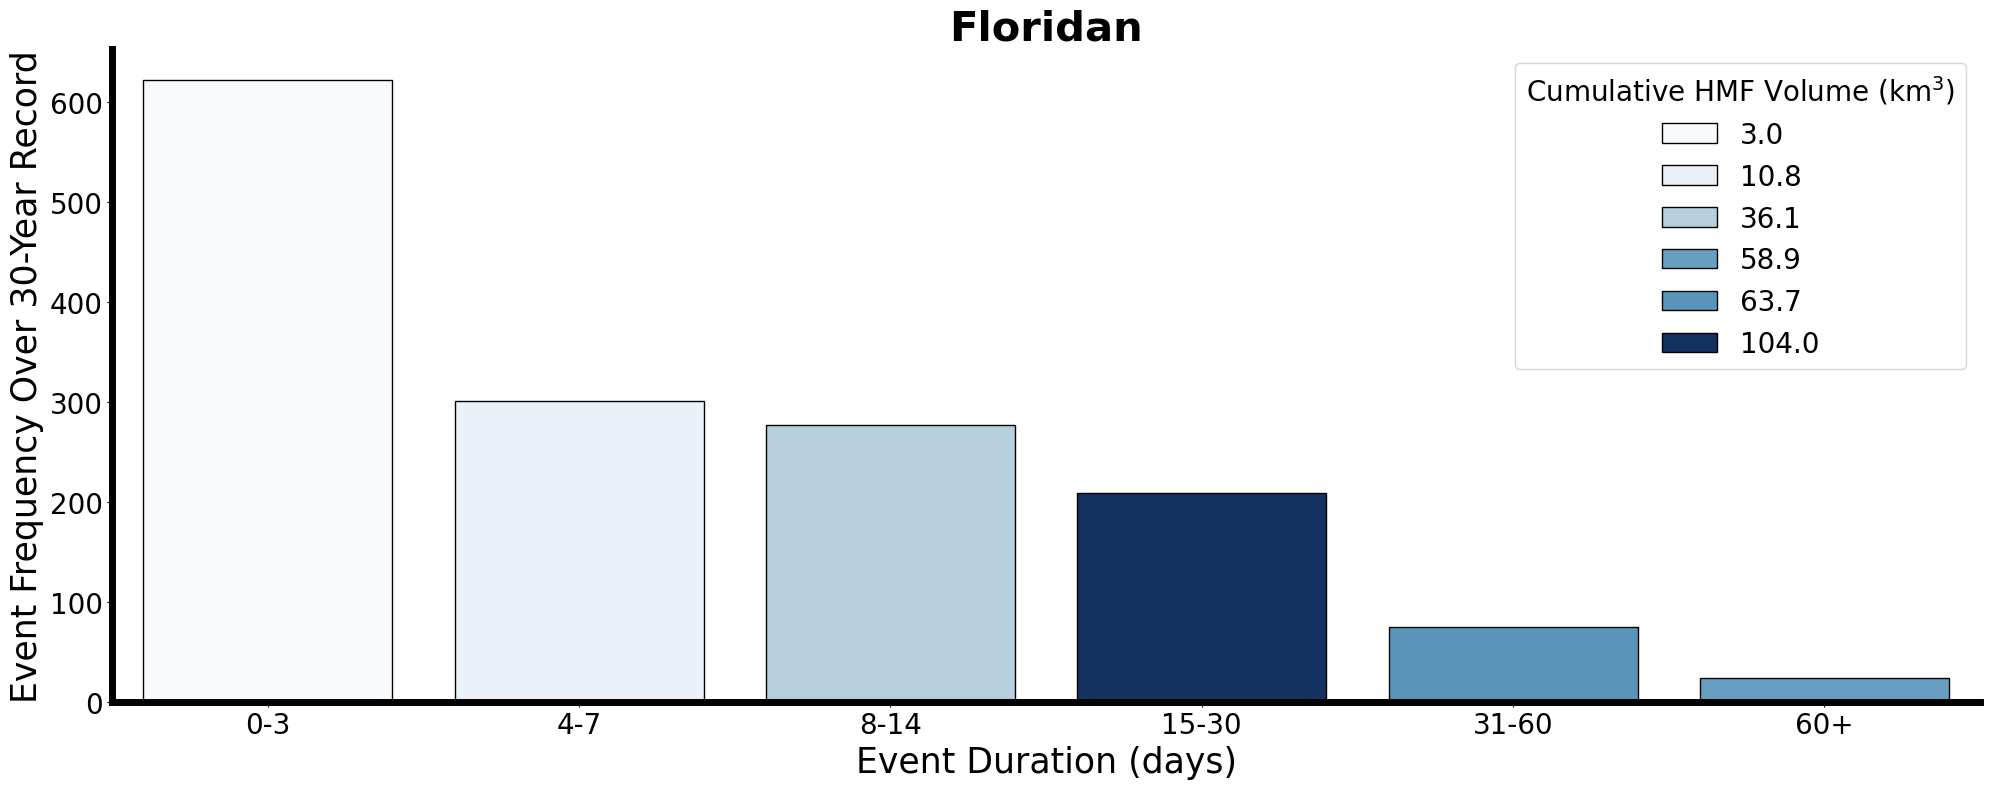 Floridan
Event Frequency Over 30-Year Record
600
500
400
300
200
100
0
Cumulative HMF Volume (km³)
3.0
10.8
36.1
58.9
63.7
104.0
0-3 4-7 8-14 15-30 31-60 60+
Event Duration (days)